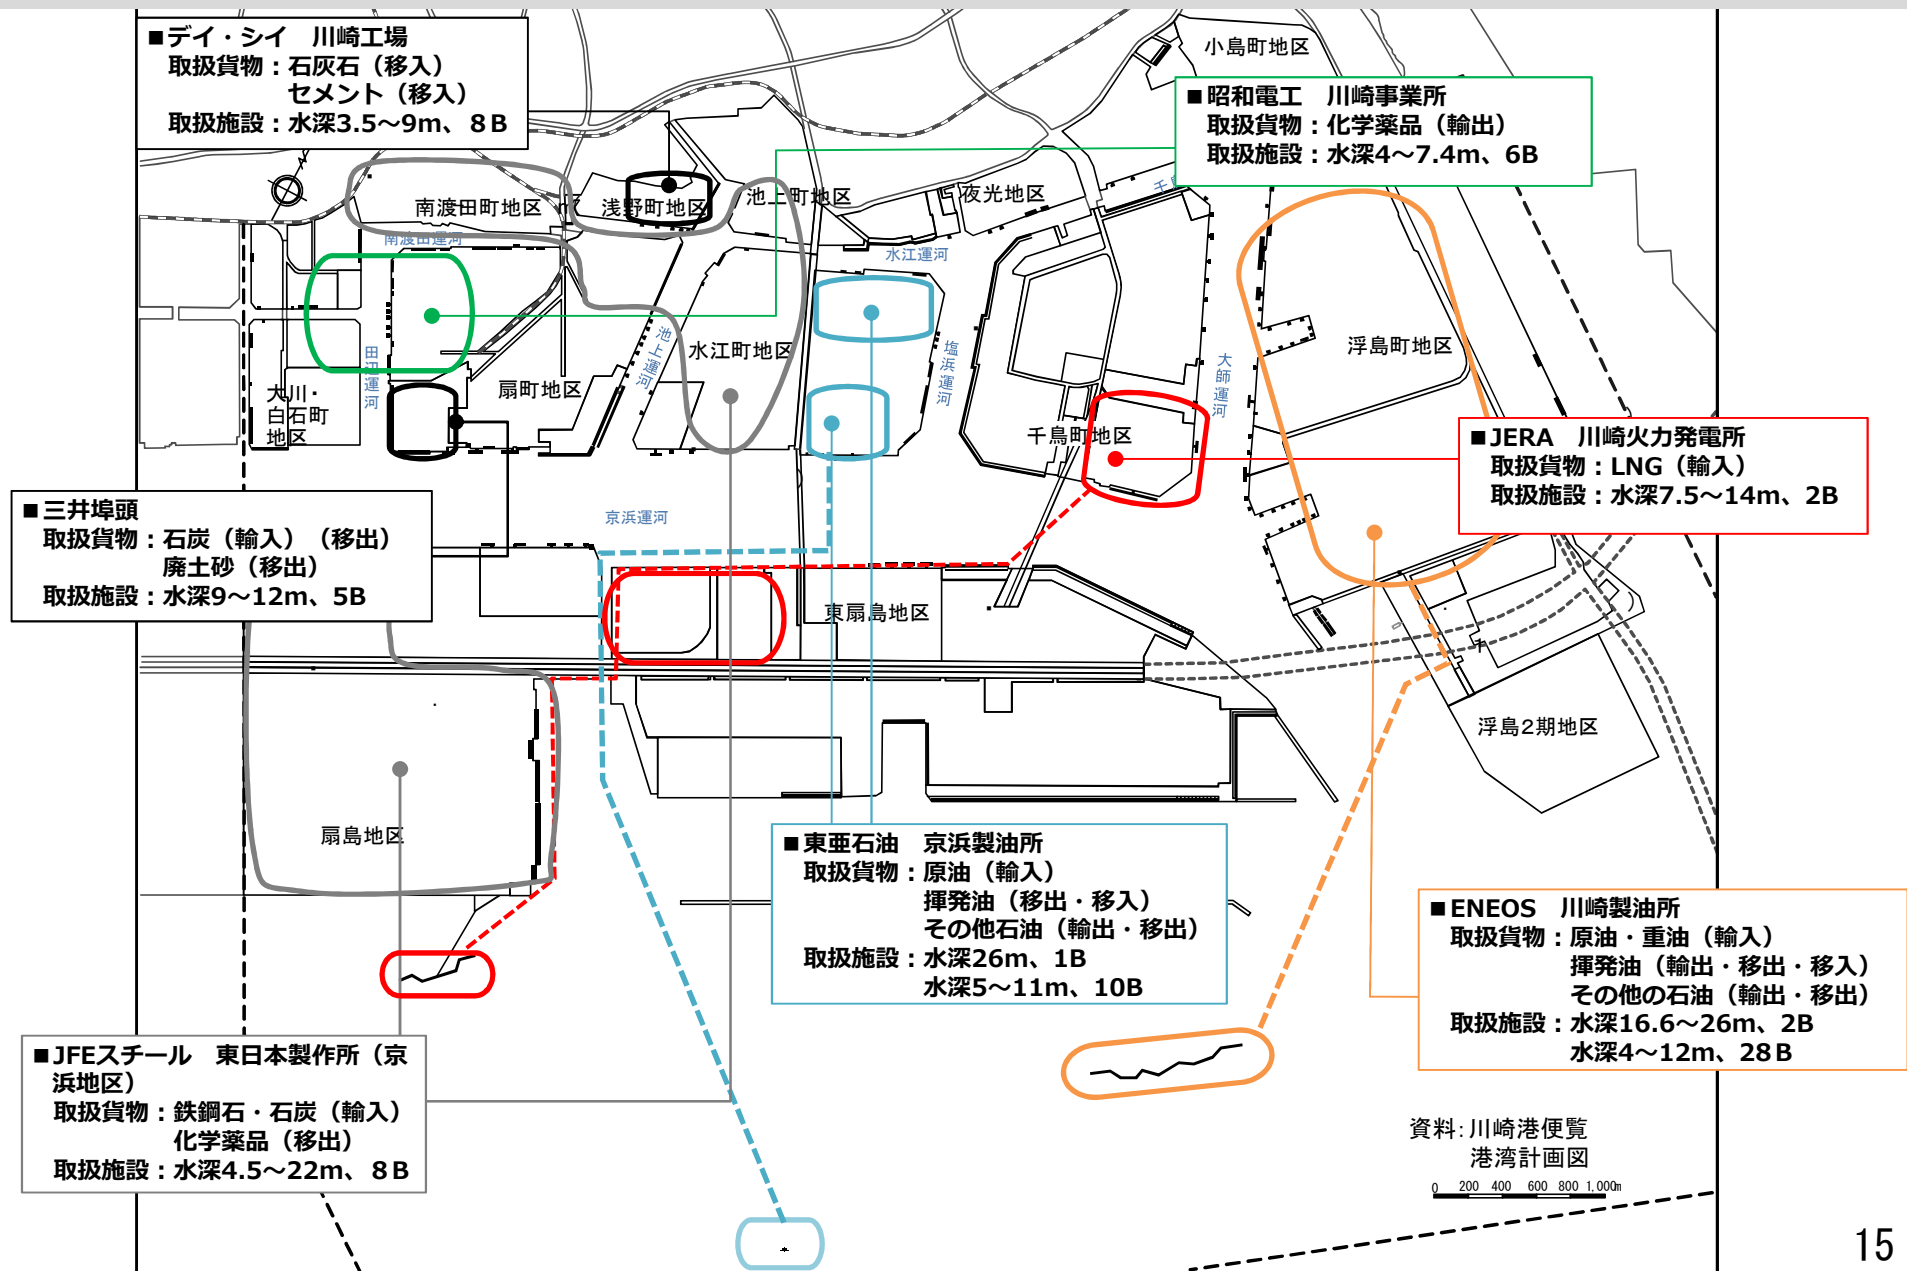 ■デイ・シイ　川崎工場
取扱貨物：石灰石（移入）
セメント（移入）
取扱施設：水深3.5～9m、８B
小島町地区
■昭和電工　川崎事業所
取扱貨物：化学薬品（輸出）
取扱施設：水深4～7.4m、6B
南渡田町地区
浅野町地区
池上町地区
夜光地区
千鳥
南渡田運河
水江運河
田辺運河
池上運河
水江町地区
塩浜運河
大師運河
浮島町地区
大川・
白石町
地区
扇町地区
千鳥町地区
■JERA　川崎火力発電所
取扱貨物：LNG（輸入）
取扱施設：水深7.5～14m、2B
■三井埠頭
取扱貨物：石炭（輸入）（移出）
廃土砂（移出）
取扱施設：水深9～12m、5B
京浜運河
東扇島地区
浮島2期地区
扇島地区
■東亜石油　京浜製油所
取扱貨物：原油（輸入）
揮発油（移出・移入）
その他石油（輸出・移出）
取扱施設：水深26m、1B
水深5～11m、10B
■ENEOS　川崎製油所
取扱貨物：原油・重油（輸入）
揮発油（輸出・移出・移入）
その他の石油（輸出・移出）
取扱施設：水深16.6～26m、2B
水深4～12m、28Ｂ
■JFEスチール　東日本製作所（京
浜地区）
取扱貨物：鉄鋼石・石炭（輸入）
化学薬品（移出）
取扱施設：水深4.5～22m、８Ｂ
資料：川崎港便覧
港湾計画図
0 200 400 600 800 1,000m
15